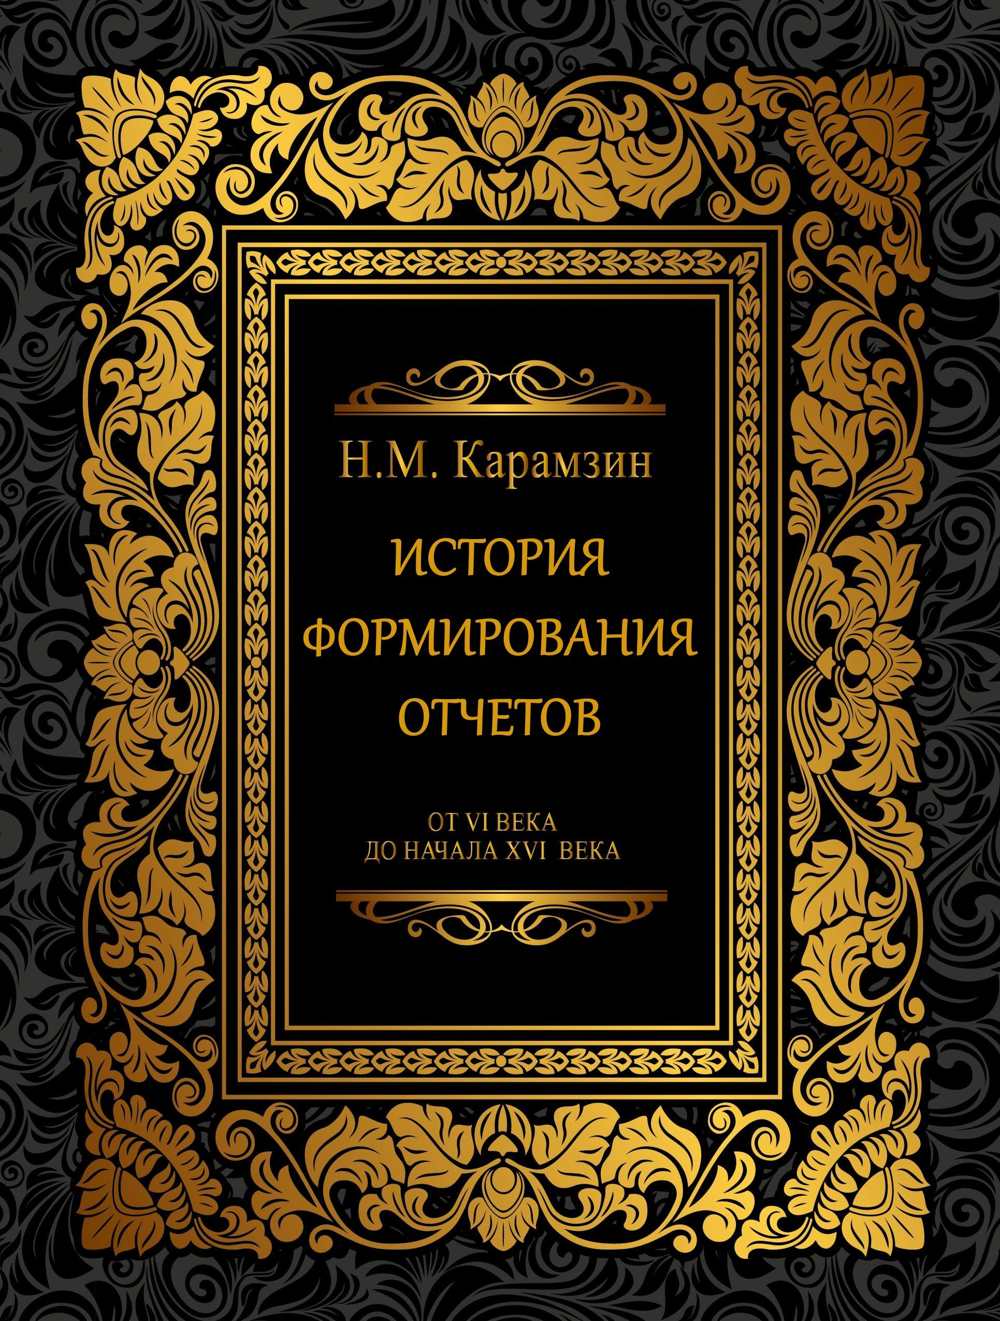 Н.М. Карамзин
ИСТОРИЯ
ФОРМИРОВАНИЯ
ОТЧЕТОВ
ОТ VI ВЕКА
ДО НАЧАЛА XVI ВЕКА